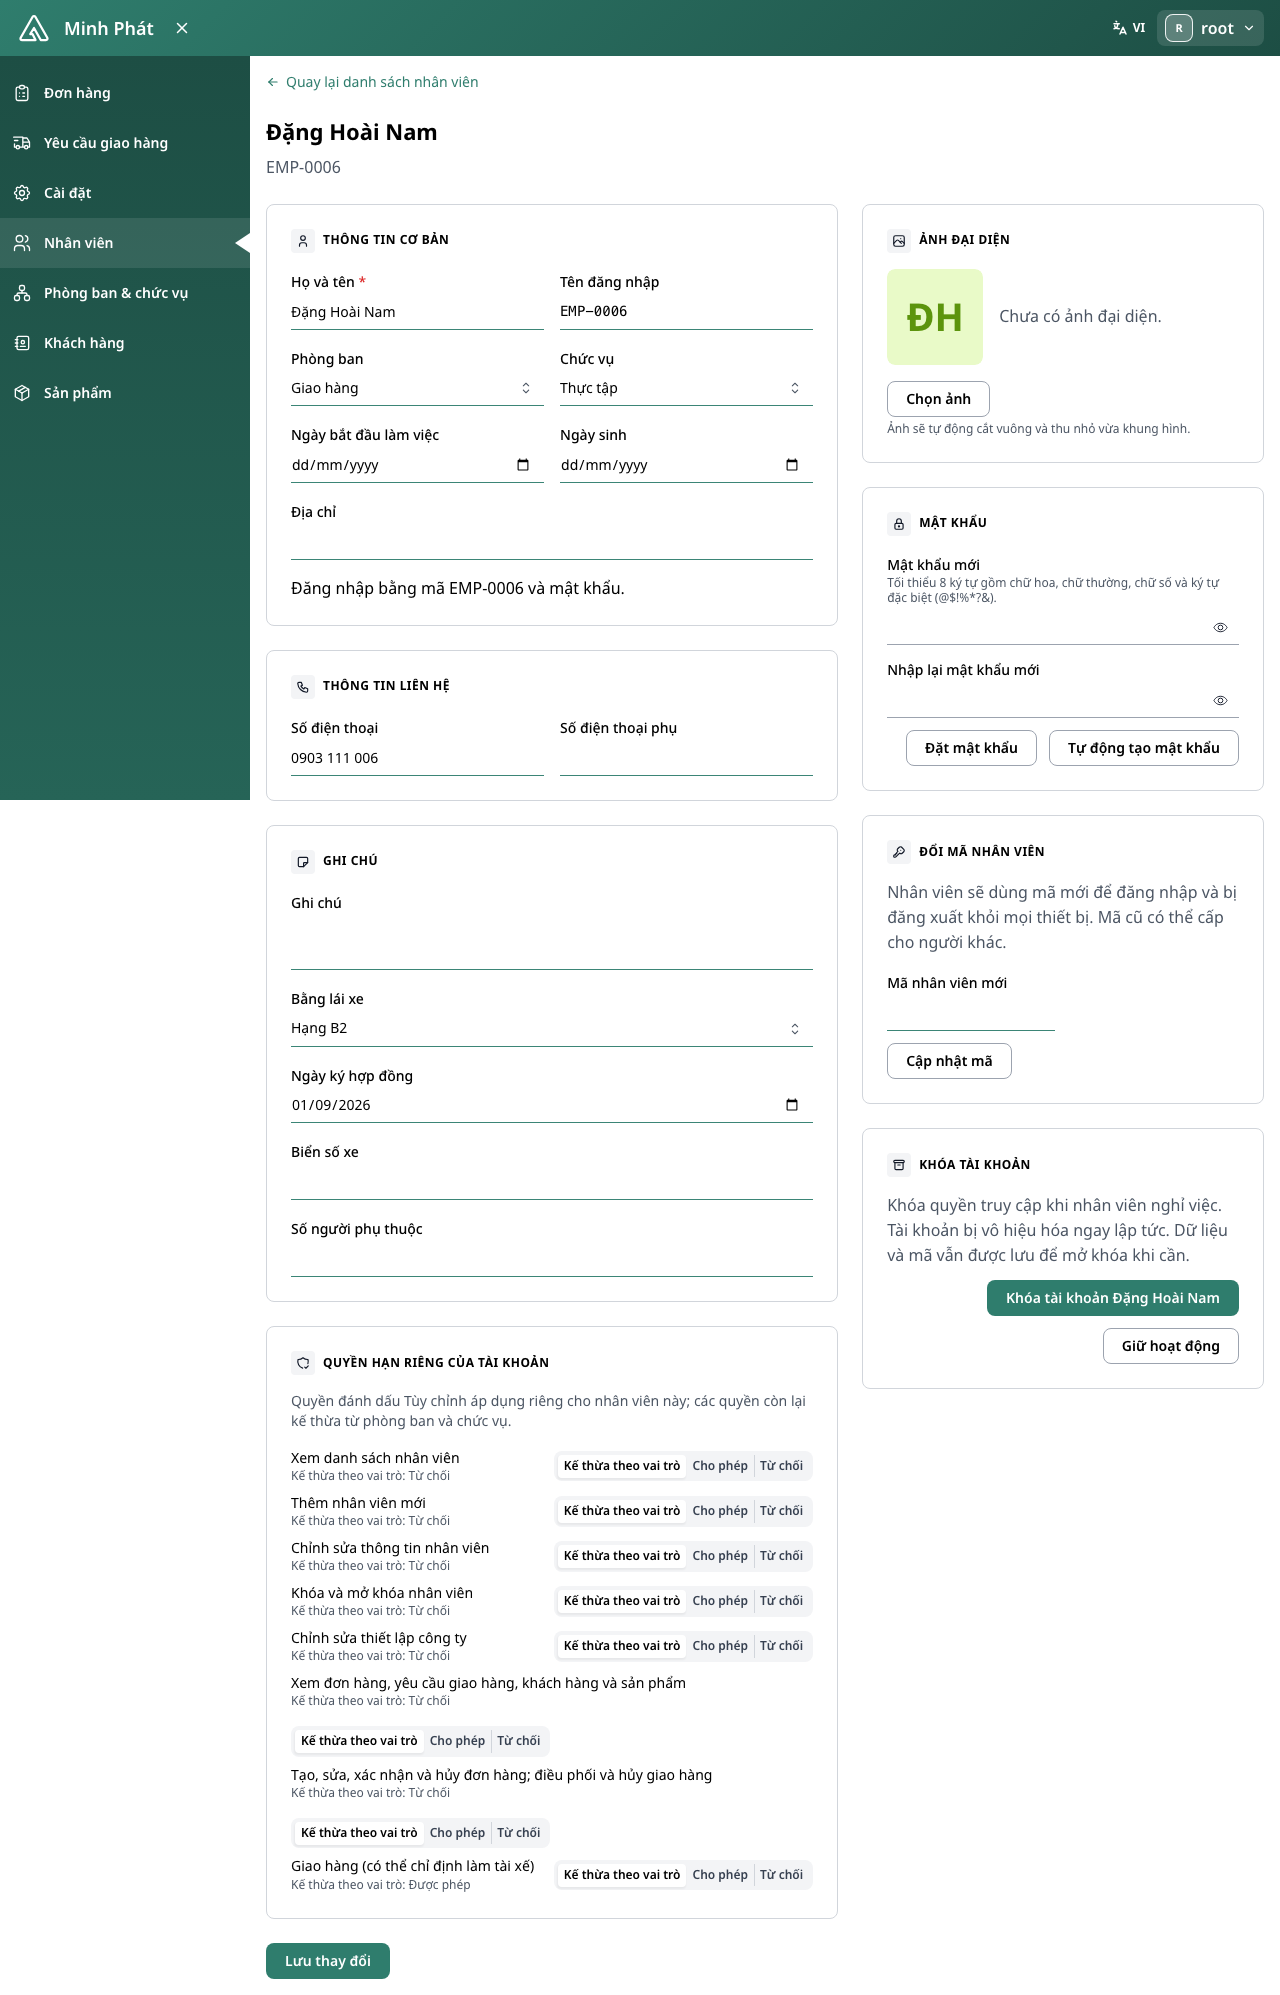 Minh Phát
VI
R
root
Đơn hàng
Yêu cầu giao hàng
Cài đặt
Nhân viên
Phòng ban & chức vụ
Khách hàng
Sản phẩm
Quay lại danh sách nhân viên
Đặng Hoài Nam
EMP-0006
THÔNG TIN CƠ BẢN
Họ và tên *
Đặng Hoài Nam
Tên đăng nhập
EMP-0006
Phòng ban
Giao hàng
Chức vụ
Thực tập
Ngày bắt đầu làm việc
dd/mm/yyyy
Ngày sinh
dd/mm/yyyy
Địa chỉ
Đăng nhập bằng mã EMP-0006 và mật khẩu.
THÔNG TIN LIÊN HỆ
Số điện thoại
0903 111 006
Số điện thoại phụ
GHI CHÚ
Ghi chú
Bằng lái xe
Hạng B2
Ngày ký hợp đồng
01/09/2026
Biển số xe
Số người phụ thuộc
QUYỀN HẠN RIÊNG CỦA TÀI KHOẢN
Quyền đánh dấu Tùy chỉnh áp dụng riêng cho nhân viên này; các quyền còn lại
kế thừa từ phòng ban và chức vụ.
Xem danh sách nhân viên
Kế thừa theo vai trò: Từ chối
Kế thừa theo vai trò Cho phép Từ chối
Thêm nhân viên mới
Kế thừa theo vai trò: Từ chối
Kế thừa theo vai trò Cho phép Từ chối
Chỉnh sửa thông tin nhân viên
Kế thừa theo vai trò: Từ chối
Kế thừa theo vai trò Cho phép Từ chối
Khóa và mở khóa nhân viên
Kế thừa theo vai trò: Từ chối
Kế thừa theo vai trò Cho phép Từ chối
Chỉnh sửa thiết lập công ty
Kế thừa theo vai trò: Từ chối
Kế thừa theo vai trò Cho phép Từ chối
Xem đơn hàng, yêu cầu giao hàng, khách hàng và sản phẩm
Kế thừa theo vai trò: Từ chối
Kế thừa theo vai trò Cho phép Từ chối
Tạo, sửa, xác nhận và hủy đơn hàng; điều phối và hủy giao hàng
Kế thừa theo vai trò: Từ chối
Kế thừa theo vai trò Cho phép Từ chối
Giao hàng (có thể chỉ định làm tài xế)
Kế thừa theo vai trò: Được phép
Kế thừa theo vai trò Cho phép Từ chối
Lưu thay đổi
ẢNH ĐẠI DIỆN
ĐH
Chưa có ảnh đại diện.
Chọn ảnh
Ảnh sẽ tự động cắt vuông và thu nhỏ vừa khung hình.
MẬT KHẨU
Mật khẩu mới
Tối thiểu 8 ký tự gồm chữ hoa, chữ thường, chữ số và ký tự
đặc biệt (@$!%*?&).
Nhập lại mật khẩu mới
Đặt mật khẩu
Tự động tạo mật khẩu
ĐỔI MÃ NHÂN VIÊN
Nhân viên sẽ dùng mã mới để đăng nhập và bị
đăng xuất khỏi mọi thiết bị. Mã cũ có thể cấp
cho người khác.
Mã nhân viên mới
Cập nhật mã
KHÓA TÀI KHOẢN
Khóa quyền truy cập khi nhân viên nghỉ việc.
Tài khoản bị vô hiệu hóa ngay lập tức. Dữ liệu
và mã vẫn được lưu để mở khóa khi cần.
Khóa tài khoản Đặng Hoài Nam
Giữ hoạt động